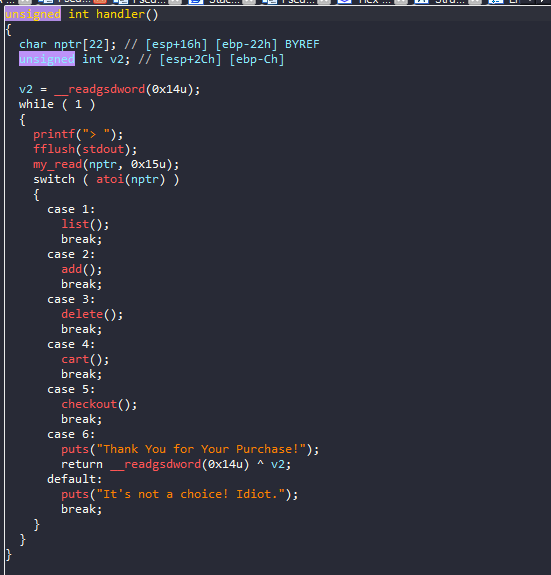 unsigned int handler()
{
  char nptr[22]; // [esp+16h] [ebp-22h] BYREF
  unsigned int v2; // [esp+2Ch] [ebp-Ch]

  v2 = __readgsdword(0x14u);
  while ( 1 )
  {
    printf("> ");
    fflush(stdout);
    my_read(nptr, 0x15u);
    switch ( atoi(nptr) )
    {
      case 1:
        list();
        break;
      case 2:
        add();
        break;
      case 3:
        delete();
        break;
      case 4:
        cart();
        break;
      case 5:
        checkout();
        break;
      case 6:
        puts("Thank You for Your Purchase!");
        return __readgsdword(0x14u) ^ v2;
      default:
        puts("It's not a choice! Idiot.");
        break;
    }
  }
}